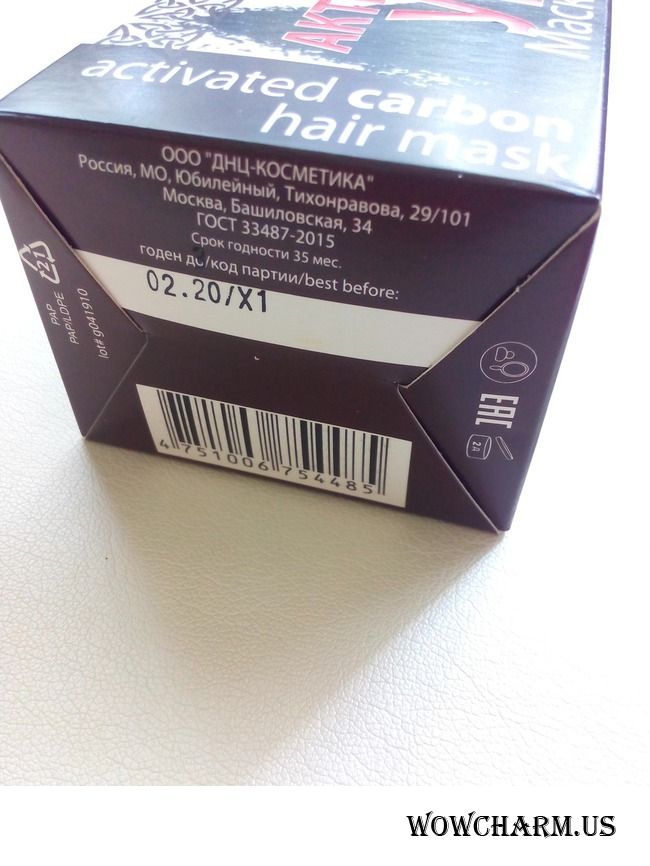 activated carbon
hair mask
ООО "ДНЦ-КОСМЕТИКА"
Россия, МО, Юбилейный, Тихонравова, 29/101
Москва, Башиловская, 34
ГОСТ 33487-2015
Срок годности 35 мес.
годен до/код партии/best before:
02.20/X1
21
PAP
PAP/LDPE
lot# g041910
EAC
4 751006 754485
WOWCHARM.US